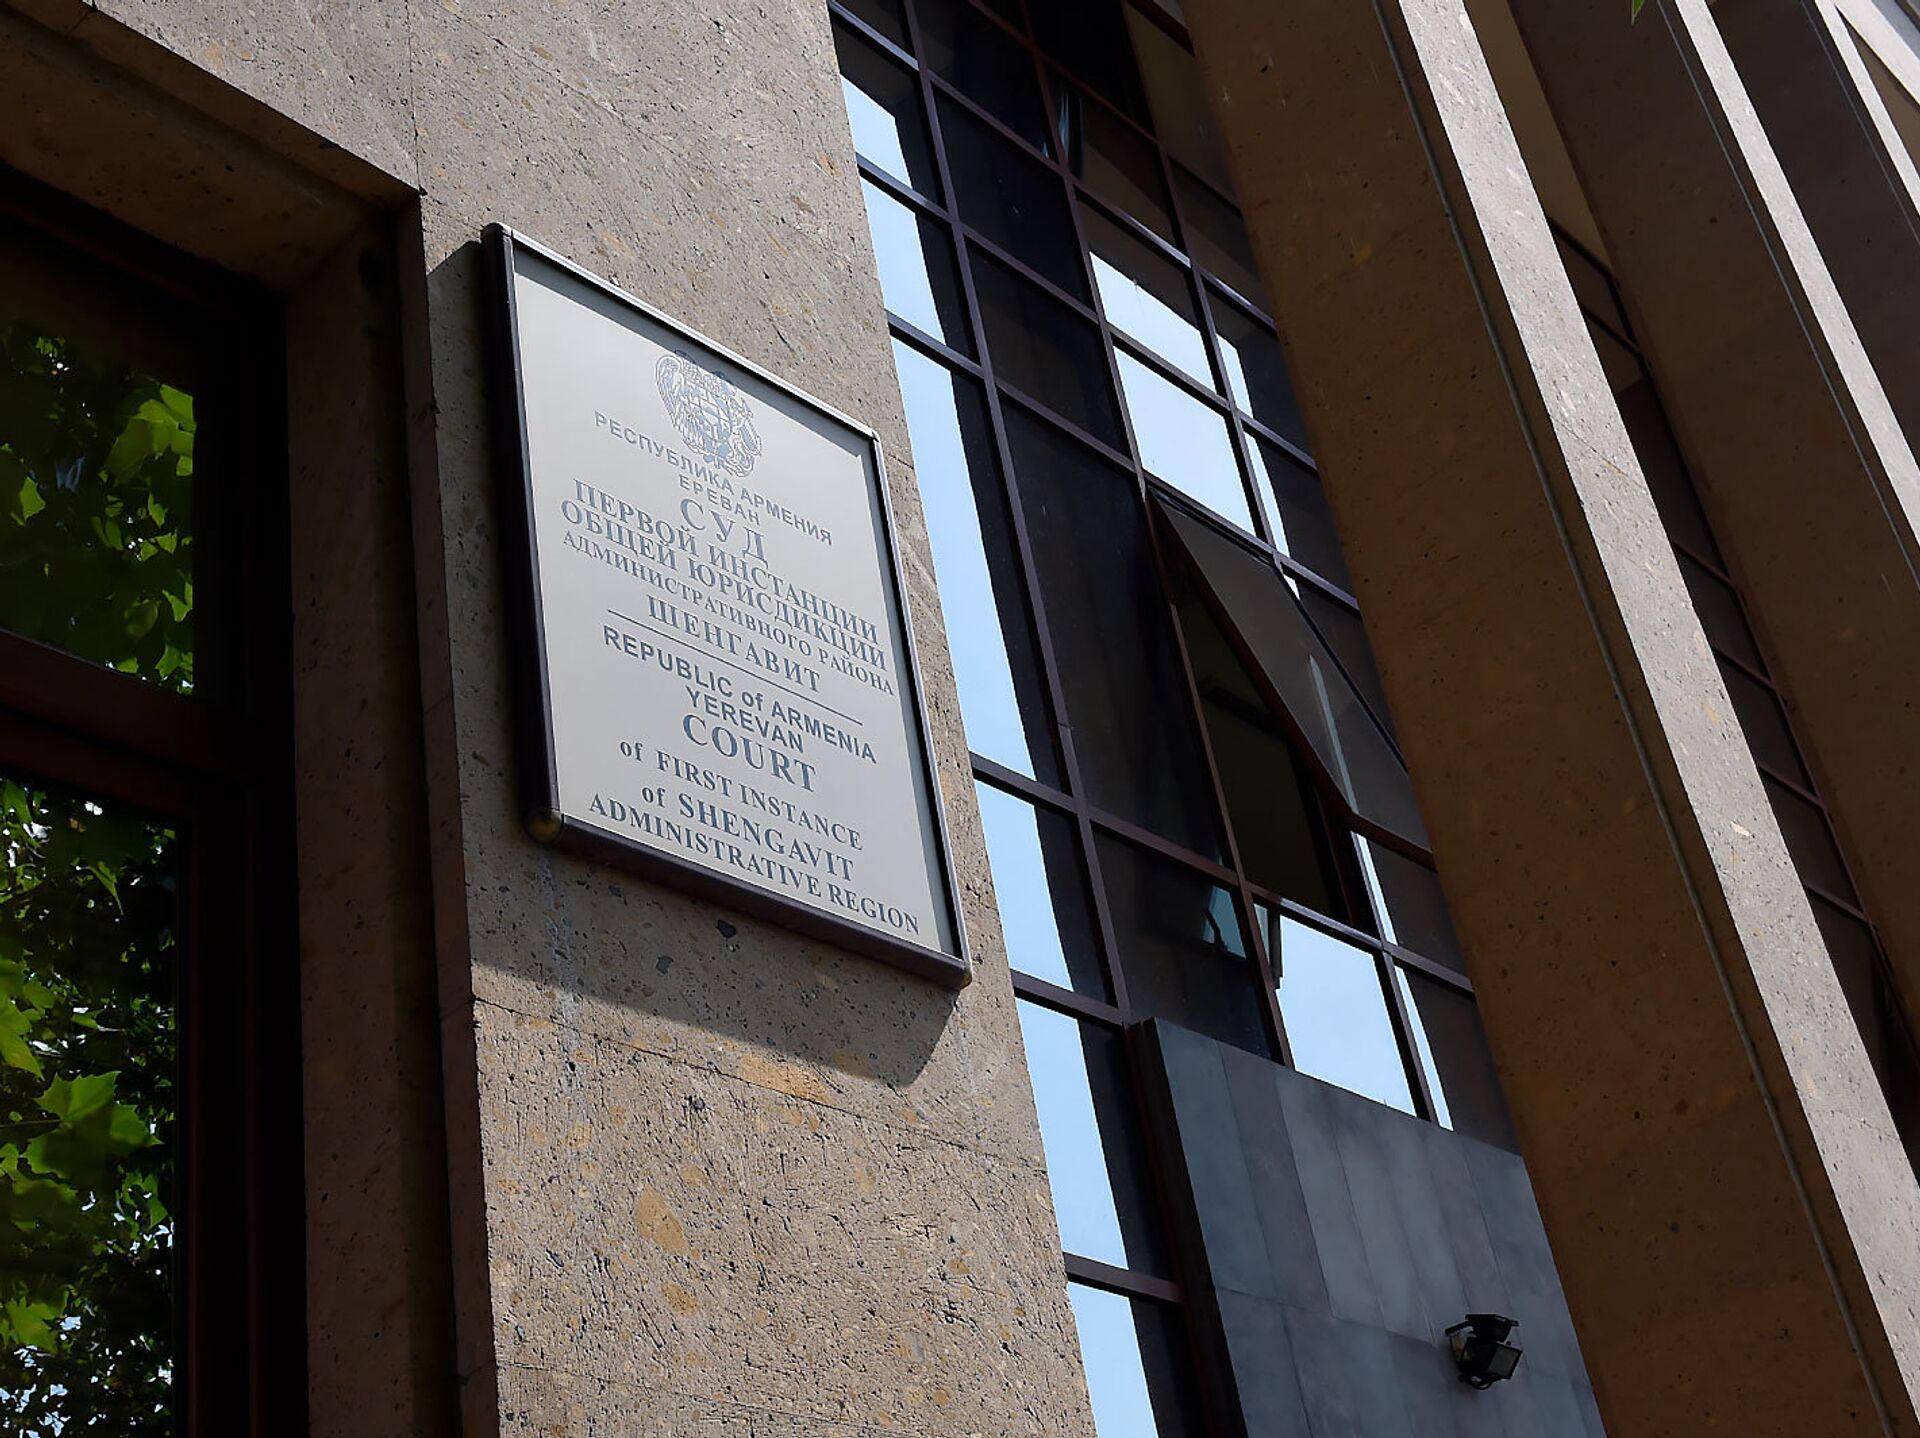 РЕСПУБЛИКА АРМЕНИЯ
ЕРЕВАН
СУД
ПЕРВОЙ ИНСТАНЦИИ
ОБЩЕЙ ЮРИСДИКЦИИ
АДМИНИСТРАТИВНОГО РАЙОНА
ШЕНГАВИТ
REPUBLIC of ARMENIA
YEREVAN
COURT
of FIRST INSTANCE
of SHENGAVIT
ADMINISTRATIVE REGION